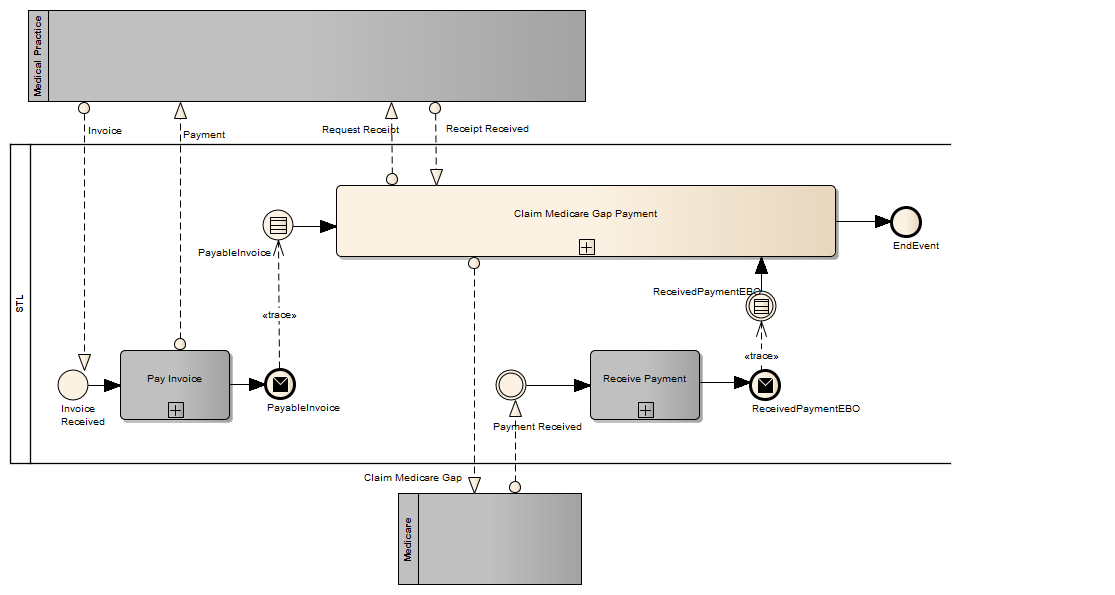 Medical Practice
Invoice
Payment
Request Receipt
Receipt Received
STL
Claim Medicare Gap Payment
PayableInvoice
EndEvent
ReceivedPaymentEBO
«trace»
«trace»
Pay Invoice
Receive Payment
Invoice
Received
PayableInvoice
Payment Received
ReceivedPaymentEBO
Claim Medicare Gap
Medicare